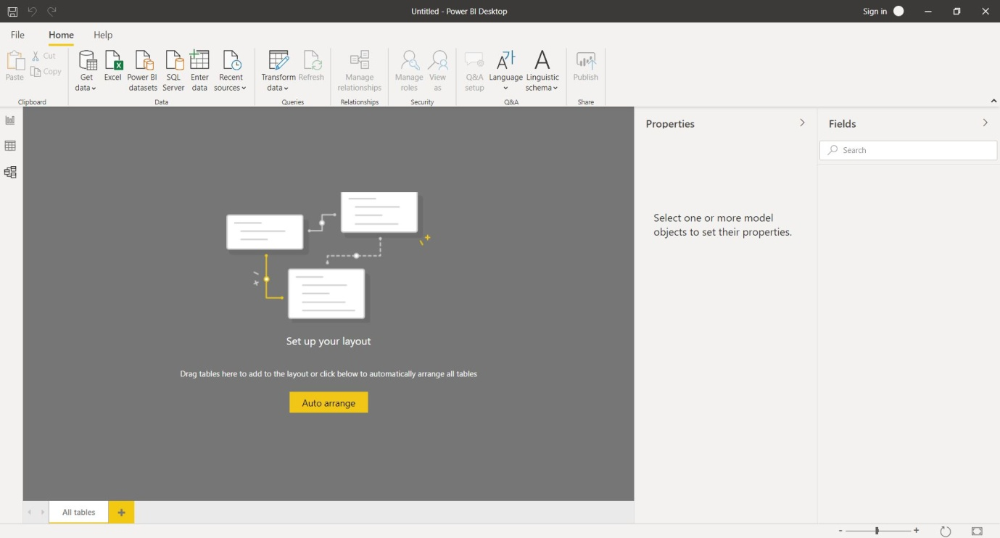 Untitled - Power BI Desktop
Sign in
File Home Help
Paste
Cut
Copy
Clipboard
Get data
Excel
Power BI datasets
SQL Server
Enter data
Recent sources
Data
Transform data
Refresh
Queries
Manage relationships
Relationships
Manage roles
View as
Security
Q&A setup
Language
Linguistic schema
Q&A
Publish
Share
Set up your layout
Drag tables here to add to the layout or click below to automatically arrange all tables
Auto arrange
Properties
Select one or more model
objects to set their properties.
Fields
Search
All tables
+
- +